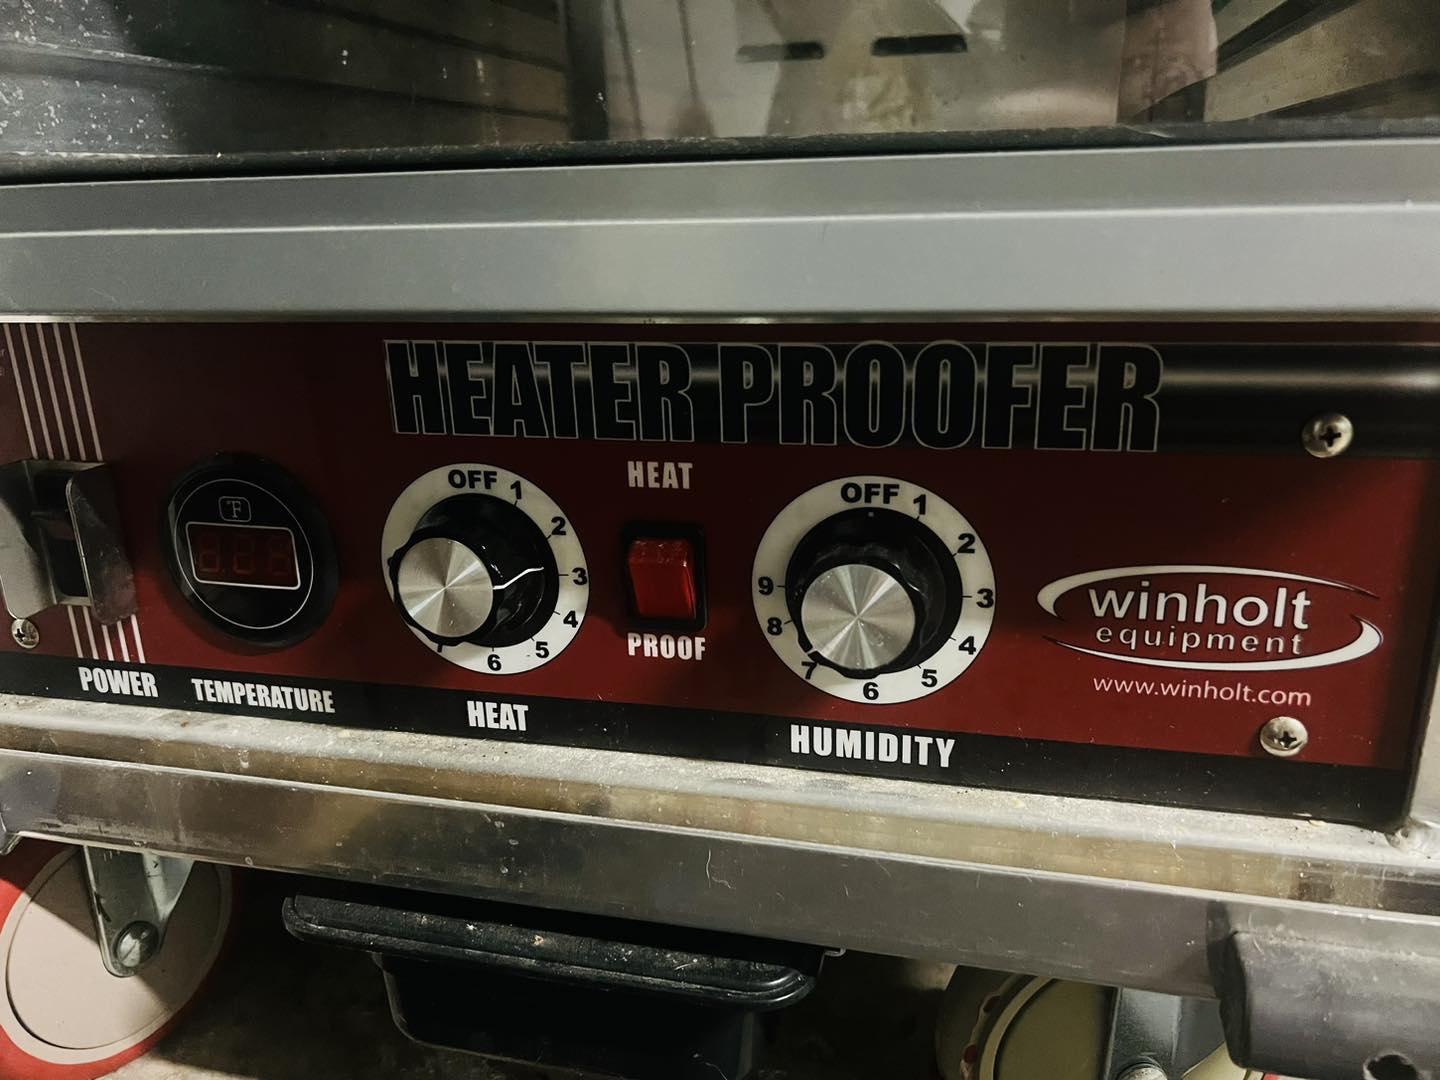 HEATER PROOFER
°F
OFF 1 2 3 4 5 6 7
HEAT
PROOF
OFF 1 2 3 4 5 6 7 8 9
winholt
equipment
www.winholt.com
POWER
TEMPERATURE
HEAT
HUMIDITY